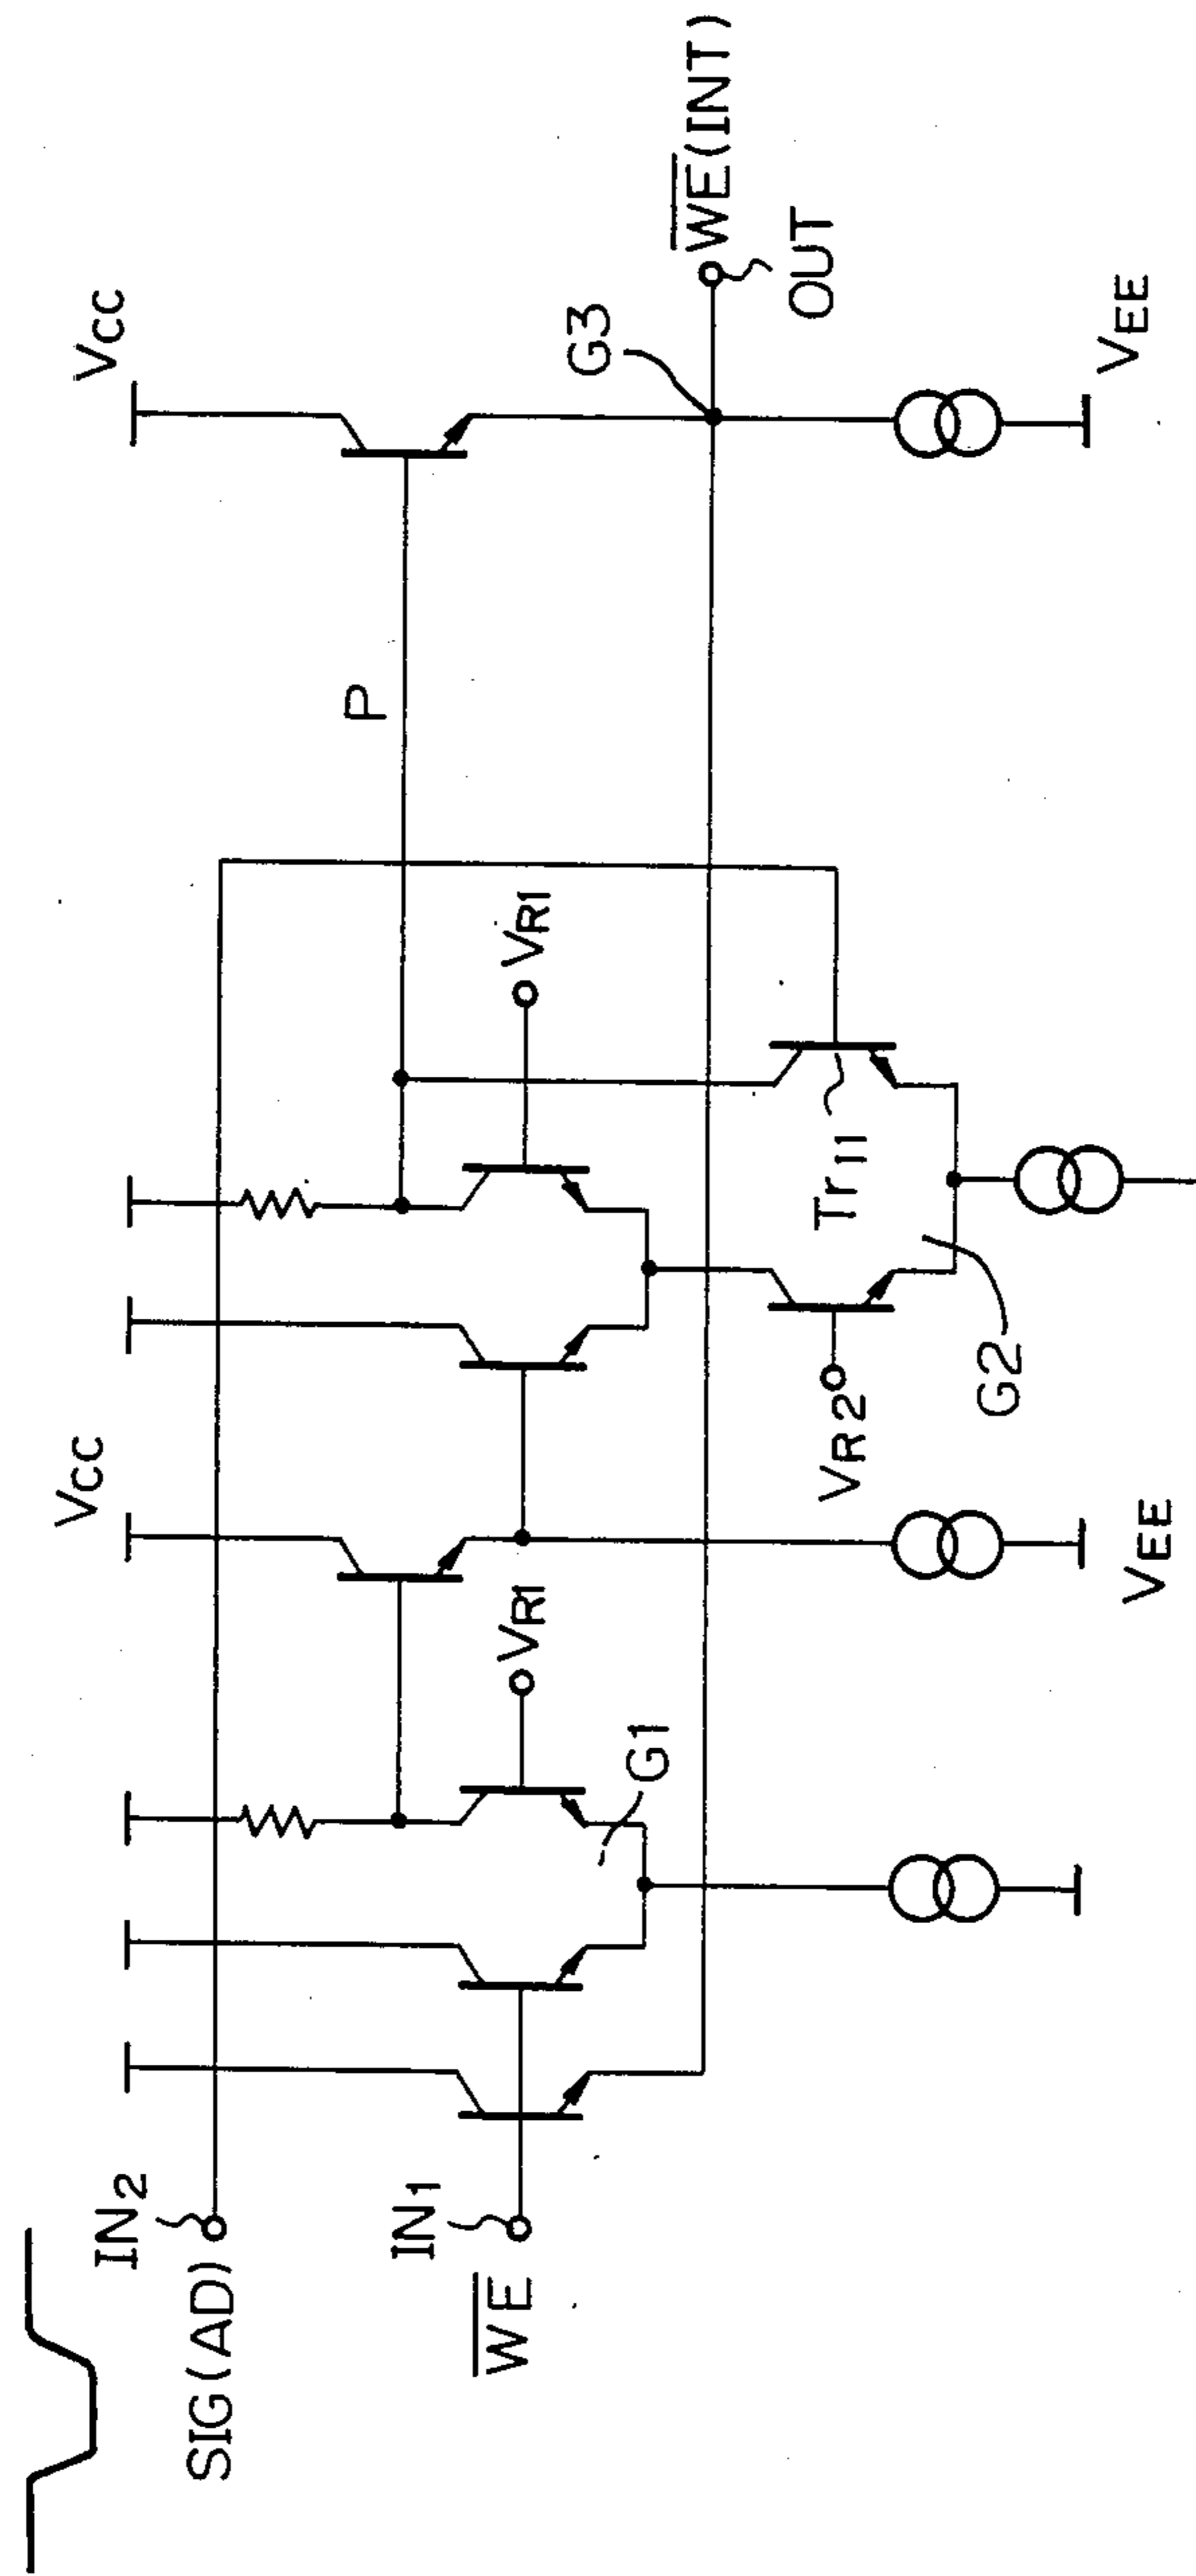 SIG(AD)
IN2
WE
IN1
G1
VR1
VCC
VEE
VR2
G2
Tr11
VR1
P
VCC
G3
WE(INT)
OUT
VEE